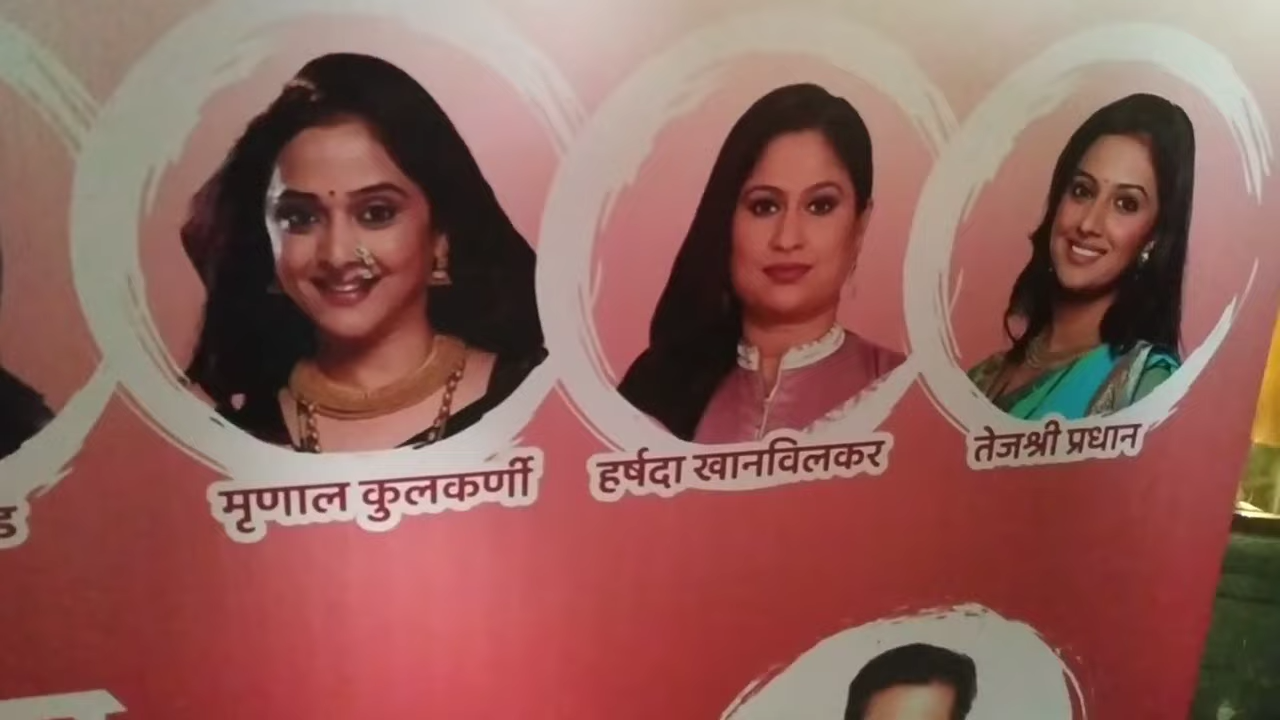 मृणाल कुलकर्णी
हर्षदा खानविलकर
तेजश्री प्रधान